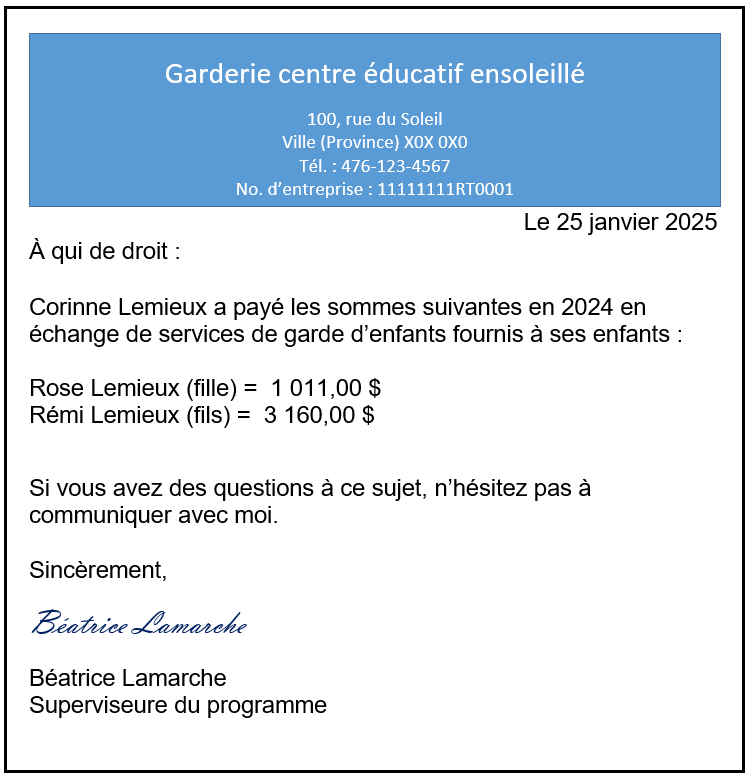 Garderie centre éducatif ensoleillé
100, rue du Soleil
Ville (Province) X0X 0X0
Tél. : 476-123-4567
No. d’entreprise : 11111111RT0001
Le 25 janvier 2025
À qui de droit :
Corinne Lemieux a payé les sommes suivantes en 2024 en
échange de services de garde d’enfants fournis à ses enfants :
Rose Lemieux (fille) =  1 011,00 $
Rémi Lemieux (fils) =  3 160,00 $
Si vous avez des questions à ce sujet, n’hésitez pas à
communiquer avec moi.
Sincèrement,
Béatrice Lamarche
Béatrice Lamarche
Superviseure du programme